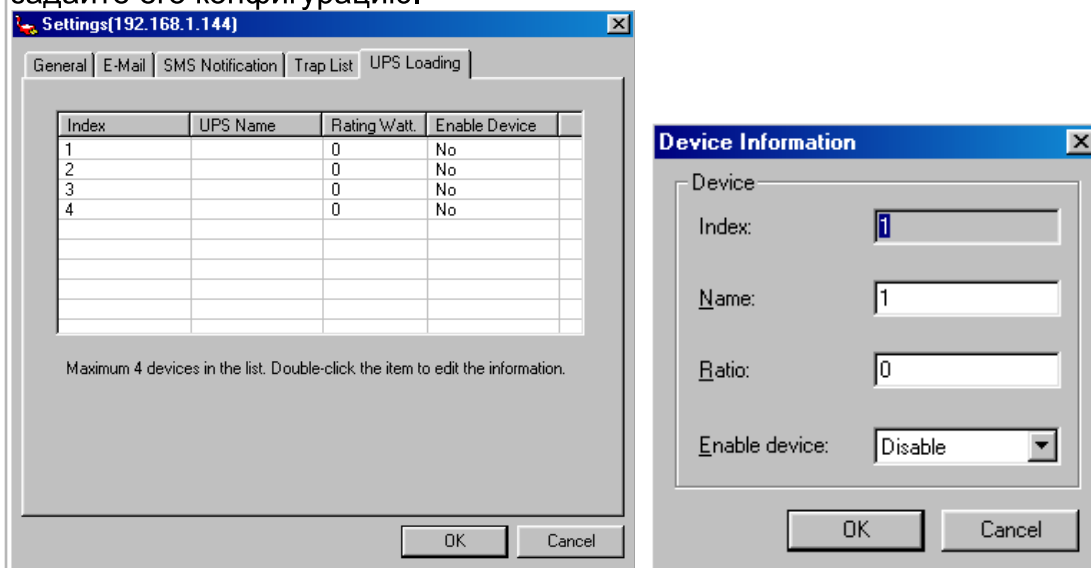 задайте его конфигурацию.
Settings(192.168.1.144)
General E-Mail SMS Notification Trap List UPS Loading
Index UPS Name Rating Watt. Enable Device
1 0 No
2 0 No
3 0 No
4 0 No
Maximum 4 devices in the list. Double-click the item to edit the information.
OK Cancel
Device Information
Device
Index: 1
Name: 1
Ratio: 0
Enable device: Disable
OK Cancel